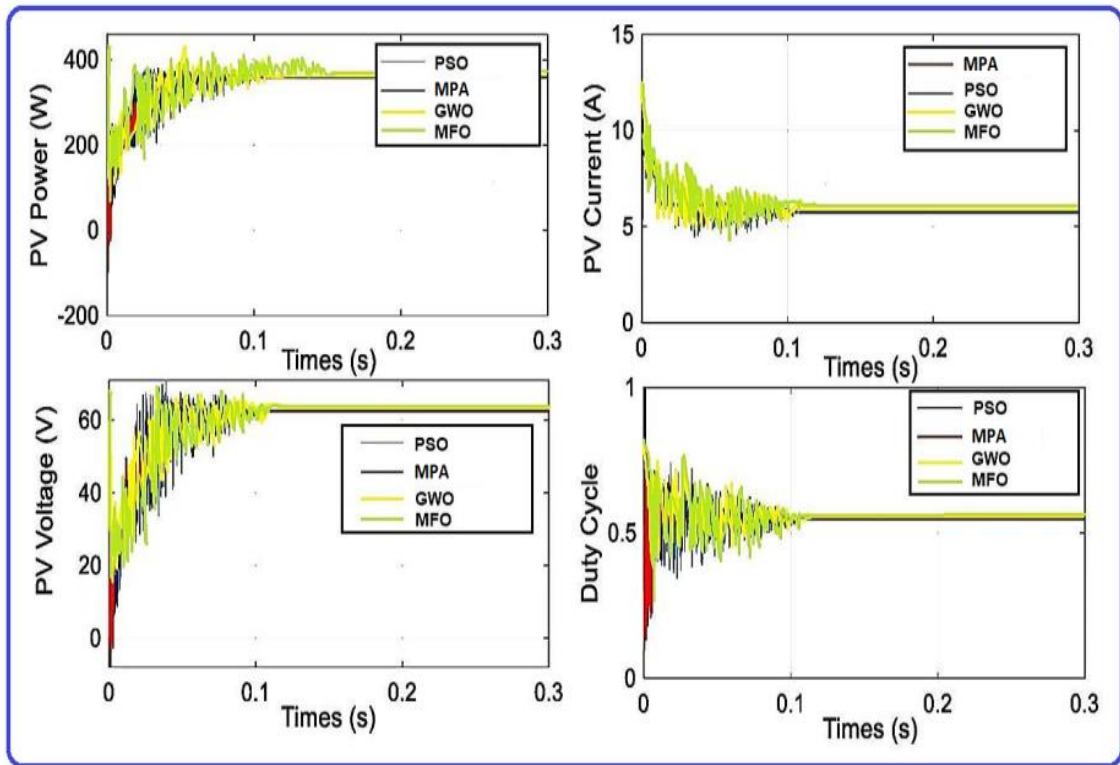 400
200
0
-200
PV Power (W)
PSO
MPA
GWO
MFO
0
0.1
0.2
0.3
Times (s)
15
10
5
0
PV Current (A)
MPA
PSO
GWO
MFO
0
0.1
0.2
0.3
Times (s)
60
40
20
0
PV Voltage (V)
PSO
MPA
GWO
MFO
0
0.1
0.2
0.3
Times (s)
1
0.5
0
Duty Cycle
PSO
MPA
GWO
MFO
0
0.1
0.2
0.3
Times (s)